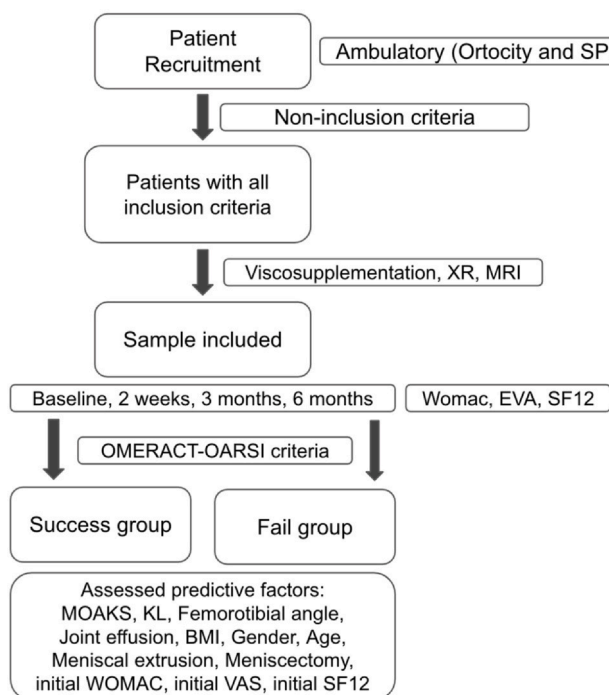 Patient
Recruitment
Ambulatory (Ortocity and SP
Non-inclusion criteria
Patients with all
inclusion criteria
Viscosupplementation, XR, MRI
Sample included
Baseline, 2 weeks, 3 months, 6 months
Womac, EVA, SF12
OMERACT-OARSI criteria
Success group
Fail group
Assessed predictive factors:
MOAKS, KL, Femorotibial angle,
Joint effusion, BMI, Gender, Age,
Meniscal extrusion, Meniscectomy,
initial WOMAC, initial VAS, initial SF12